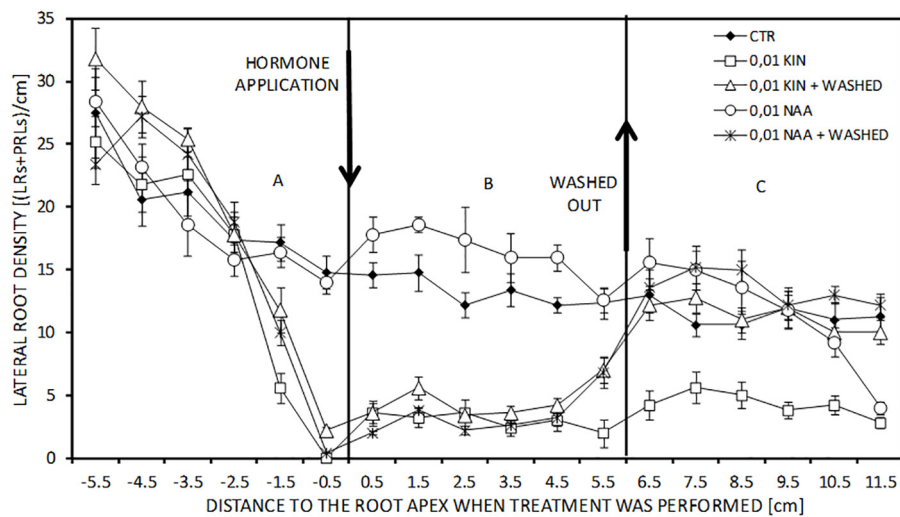 35
30
25
20
15
10
5
0
LATERAL ROOT DENSITY [(LRs+PRLs)/cm]
HORMONE
APPLICATION
A
B
WASHED
OUT
C
CTR
0,01 KIN
0,01 KIN + WASHED
0,01 NAA
0,01 NAA + WASHED
-5.5 -4.5 -3.5 -2.5 -1.5 -0.5 0.5 1.5 2.5 3.5 4.5 5.5 6.5 7.5 8.5 9.5 10.5 11.5
DISTANCE TO THE ROOT APEX WHEN TREATMENT WAS PERFORMED [cm]